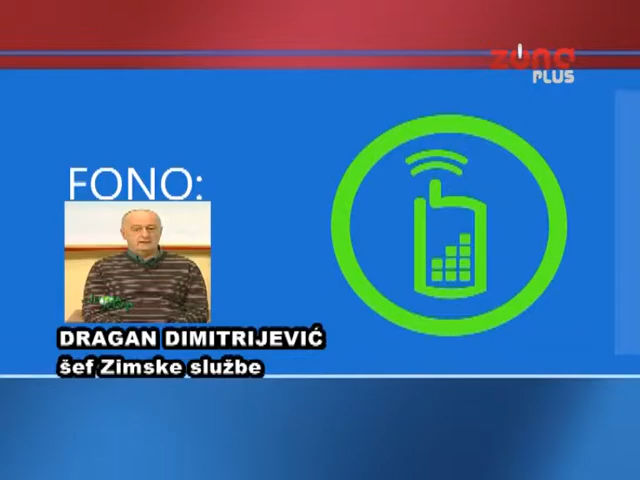 zona
PLUS
FONO:
DRAGAN DIMITRIJEVIĆ
šef Zimske službe